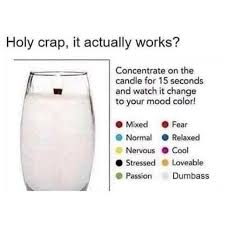 Holy crap, it actually works?
Concentrate on the
candle for 15 seconds
and watch it change
to your mood color!
Mixed Fear
Normal Relaxed
Nervous Cool
Stressed Loveable
Passion Dumbass